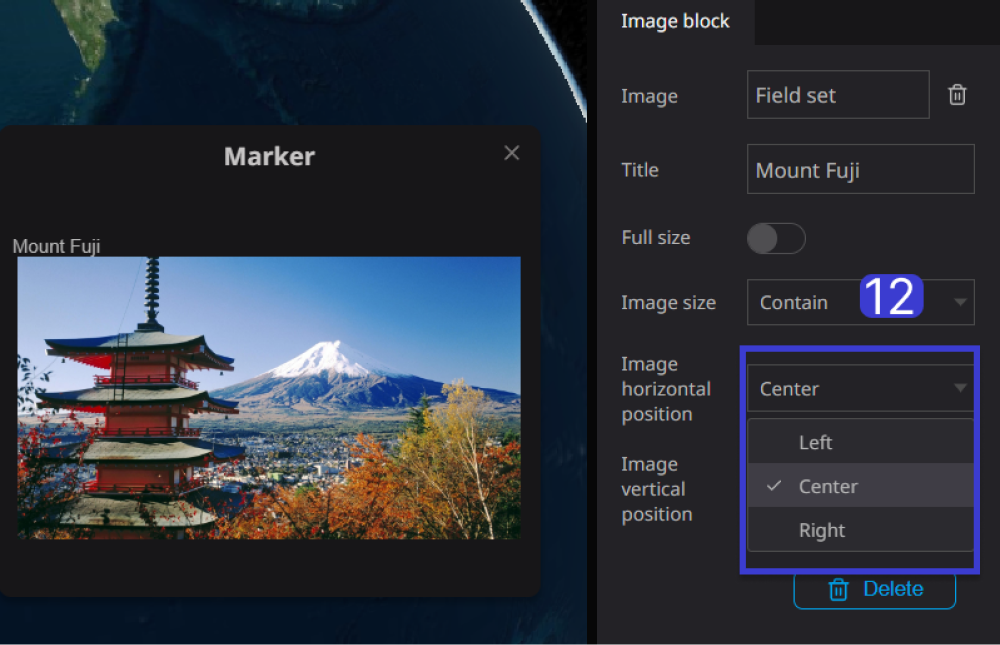 Marker
Mount Fuji
Image block
Image
Field set
Title
Mount Fuji
Full size
Image size
Contain
12
Image
horizontal
position
Center
Left
Center
Right
Image
vertical
position
Delete